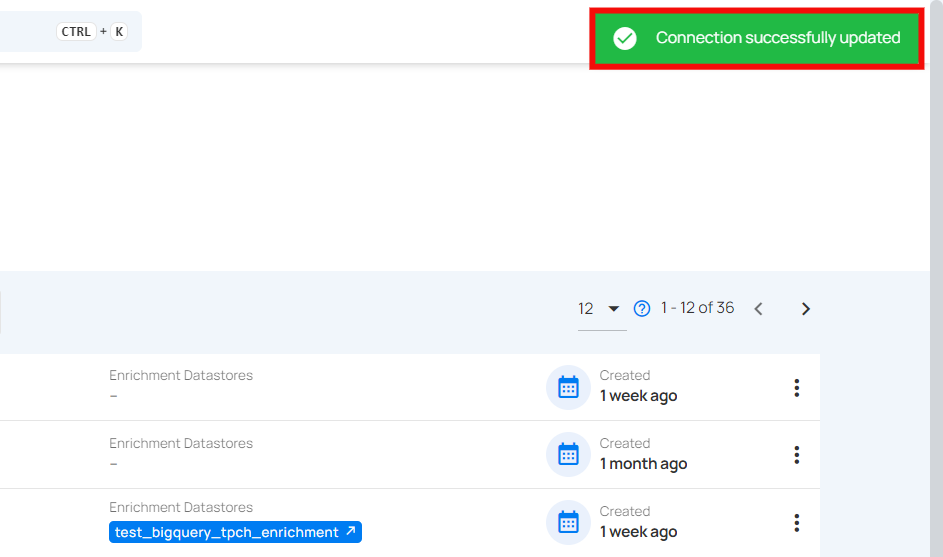 CTRL + K
Connection successfully updated
12
1 - 12 of 36
Enrichment Datastores
–
Created
1 week ago
Enrichment Datastores
–
Created
1 month ago
Enrichment Datastores
test_bigquery_tpch_enrichment
Created
1 week ago